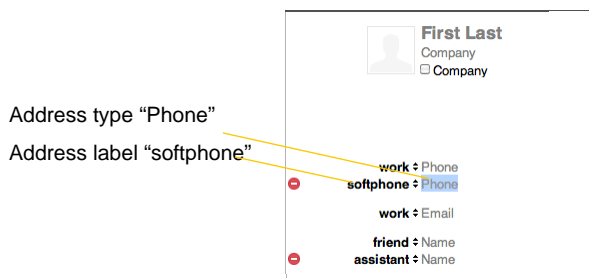 First Last
Company
Company
Address type “Phone”
Address label “softphone”
work Phone
softphone Phone
work Email
friend Name
assistant Name